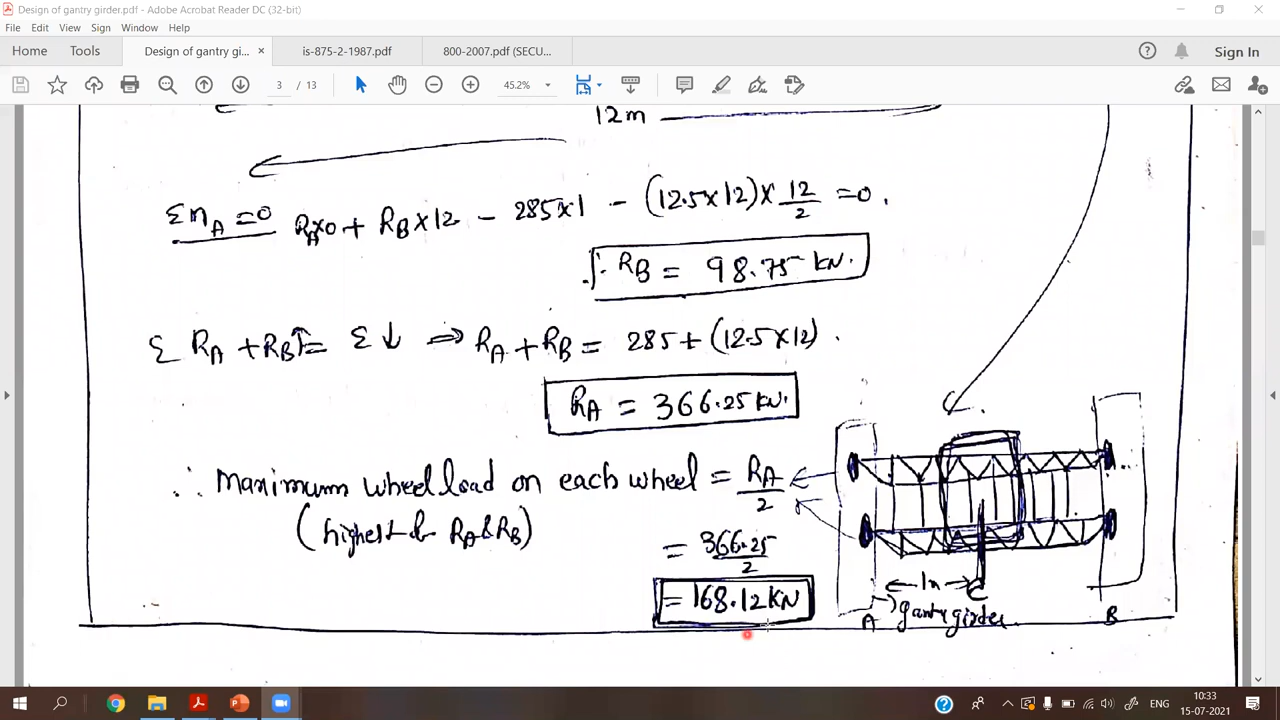 Design of gantry girder.pdf - Adobe Acrobat Reader DC (32-bit)
File Edit View Sign Window Help
Home Tools Design of gantry gi... × is-875-2-1987.pdf 800-2007.pdf (SECU... Sign In
3 / 13 45.2%
12m
ΣM_A =0 R_A×0 + R_B×12 - 285×1 - (12.5×12)× 12/2 =0.
∴ R_B = 98.75 kN.
Σ R_A + R_B↑ = Σ↓ ⇒ R_A + R_B = 285 + (12.5×12).
R_A = 366.25 kN.
∴ Maximum wheel load on each wheel = R_A/2
(highest R_A & R_B)
= 366.25/2
= 168.12 KN
1m
gantry girder
A B
ENG 10:33
15-07-2021